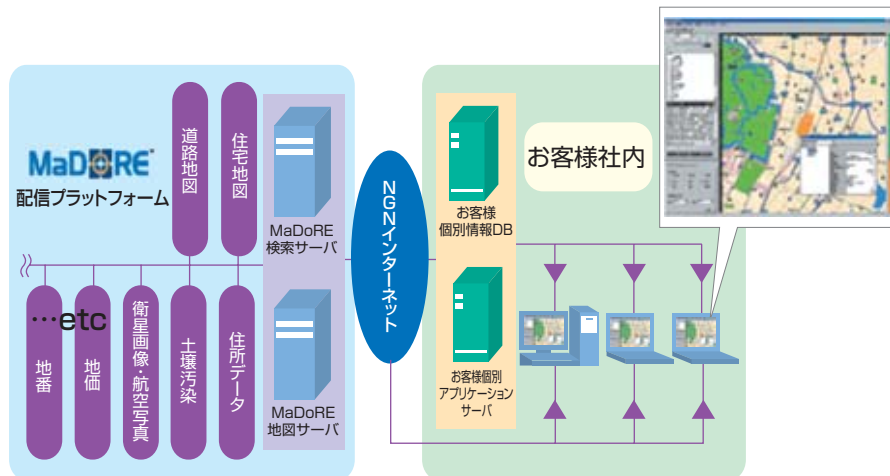 MaDORE
配信プラットフォーム
道路地図
住宅地図
MaDoRE
検索サーバ
…etc
地番
地価
衛星画像・航空写真
土壌汚染
住所データ
MaDoRE
地図サーバ
NGNインターネット
お客様社内
お客様
個別情報DB
お客様個別
アプリケーション
サーバ